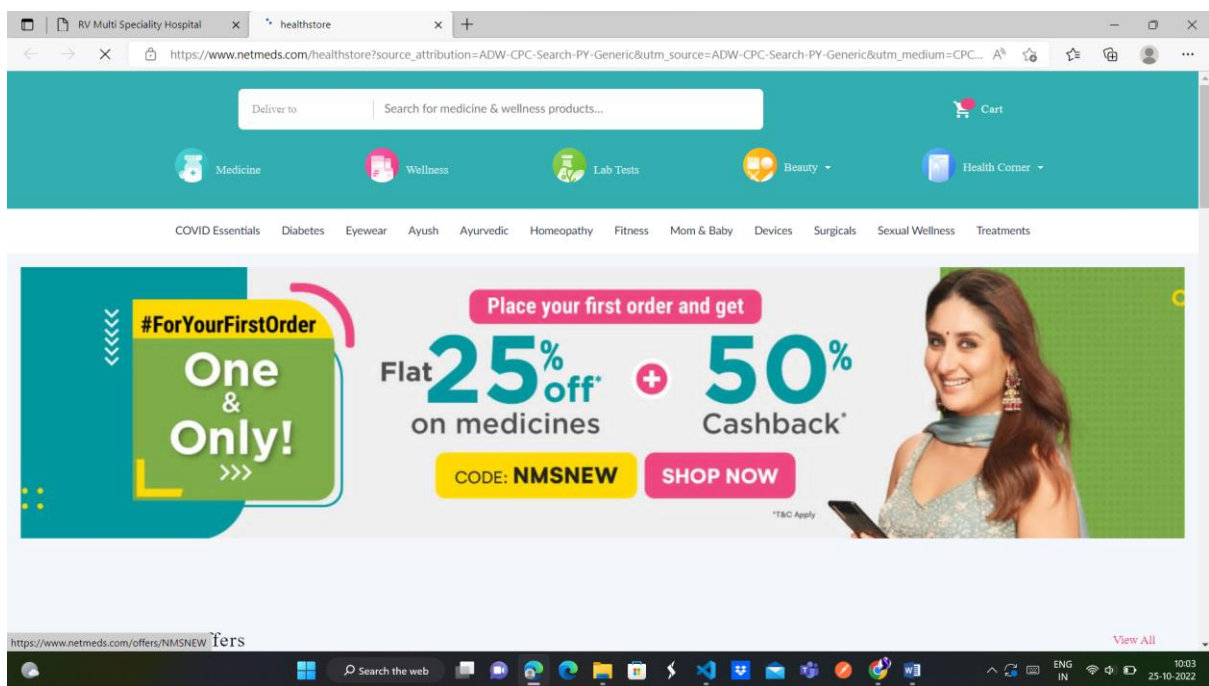 RV Multi Speciality Hospital
healthstore
https://www.netmeds.com/healthstore?source_attribution=ADW-CPC-Search-PY-Generic&utm_source=ADW-CPC-Search-PY-Generic&utm_medium=CPC...
Deliver to Search for medicine & wellness products... Cart
Medicine Wellness Lab Tests Beauty Health Corner
COVID Essentials Diabetes Eyewear Ayush Ayurvedic Homeopathy Fitness Mom & Baby Devices Surgicals Sexual Wellness Treatments
#ForYourFirstOrder
One
&
Only!
>>>
Place your first order and get
Flat 25% off* + 50%
on medicines Cashback*
CODE: NMSNEW SHOP NOW
*T&C Apply
https://www.netmeds.com/offers/NMSNEW fers View All
Search the web
ENG 10:03
IN 25-10-2022